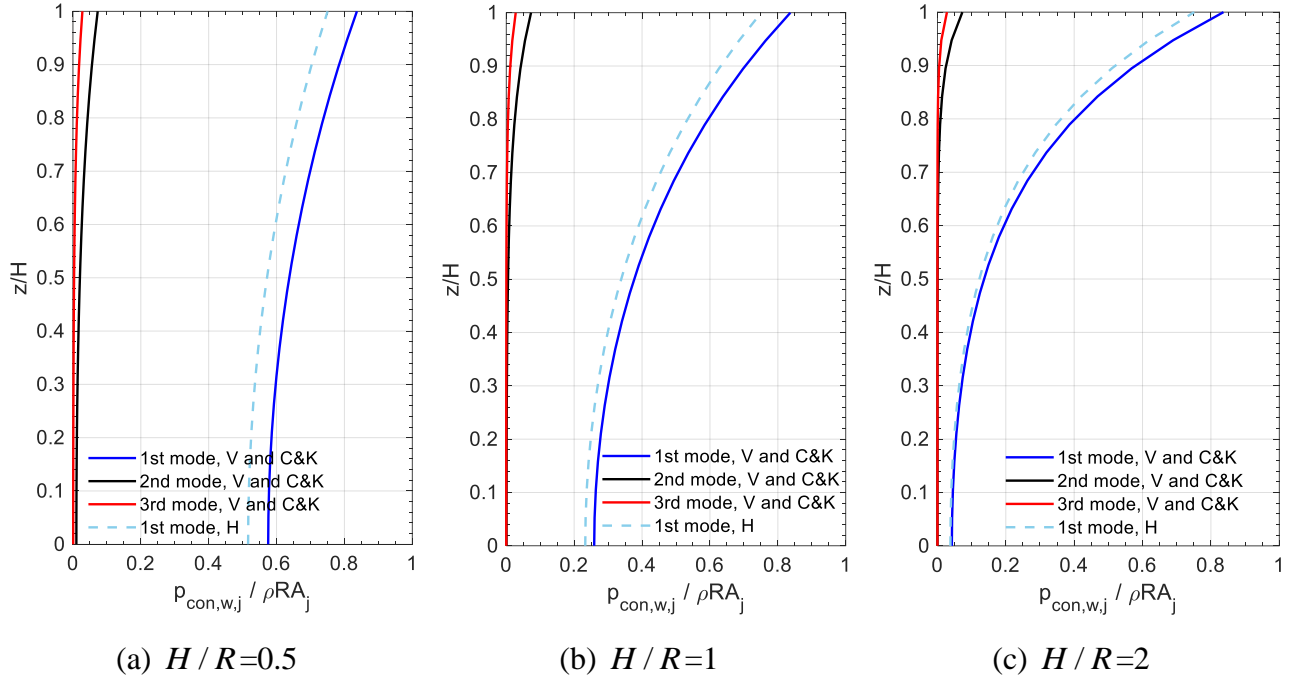 1
0.9
0.8
0.7
0.6
0.5
0.4
0.3
0.2
0.1
0
z/H
1st mode, V and C&K
2nd mode, V and C&K
3rd mode, V and C&K
1st mode, H
0 0.2 0.4 0.6 0.8 1
p_con,w,j / ρRA_j
(a) H / R=0.5
1
0.9
0.8
0.7
0.6
0.5
0.4
0.3
0.2
0.1
0
z/H
1st mode, V and C&K
2nd mode, V and C&K
3rd mode, V and C&K
1st mode, H
0 0.2 0.4 0.6 0.8 1
p_con,w,j / ρRA_j
(b) H / R=1
1
0.9
0.8
0.7
0.6
0.5
0.4
0.3
0.2
0.1
0
z/H
1st mode, V and C&K
2nd mode, V and C&K
3rd mode, V and C&K
1st mode, H
0 0.2 0.4 0.6 0.8 1
p_con,w,j / ρRA_j
(c) H / R=2